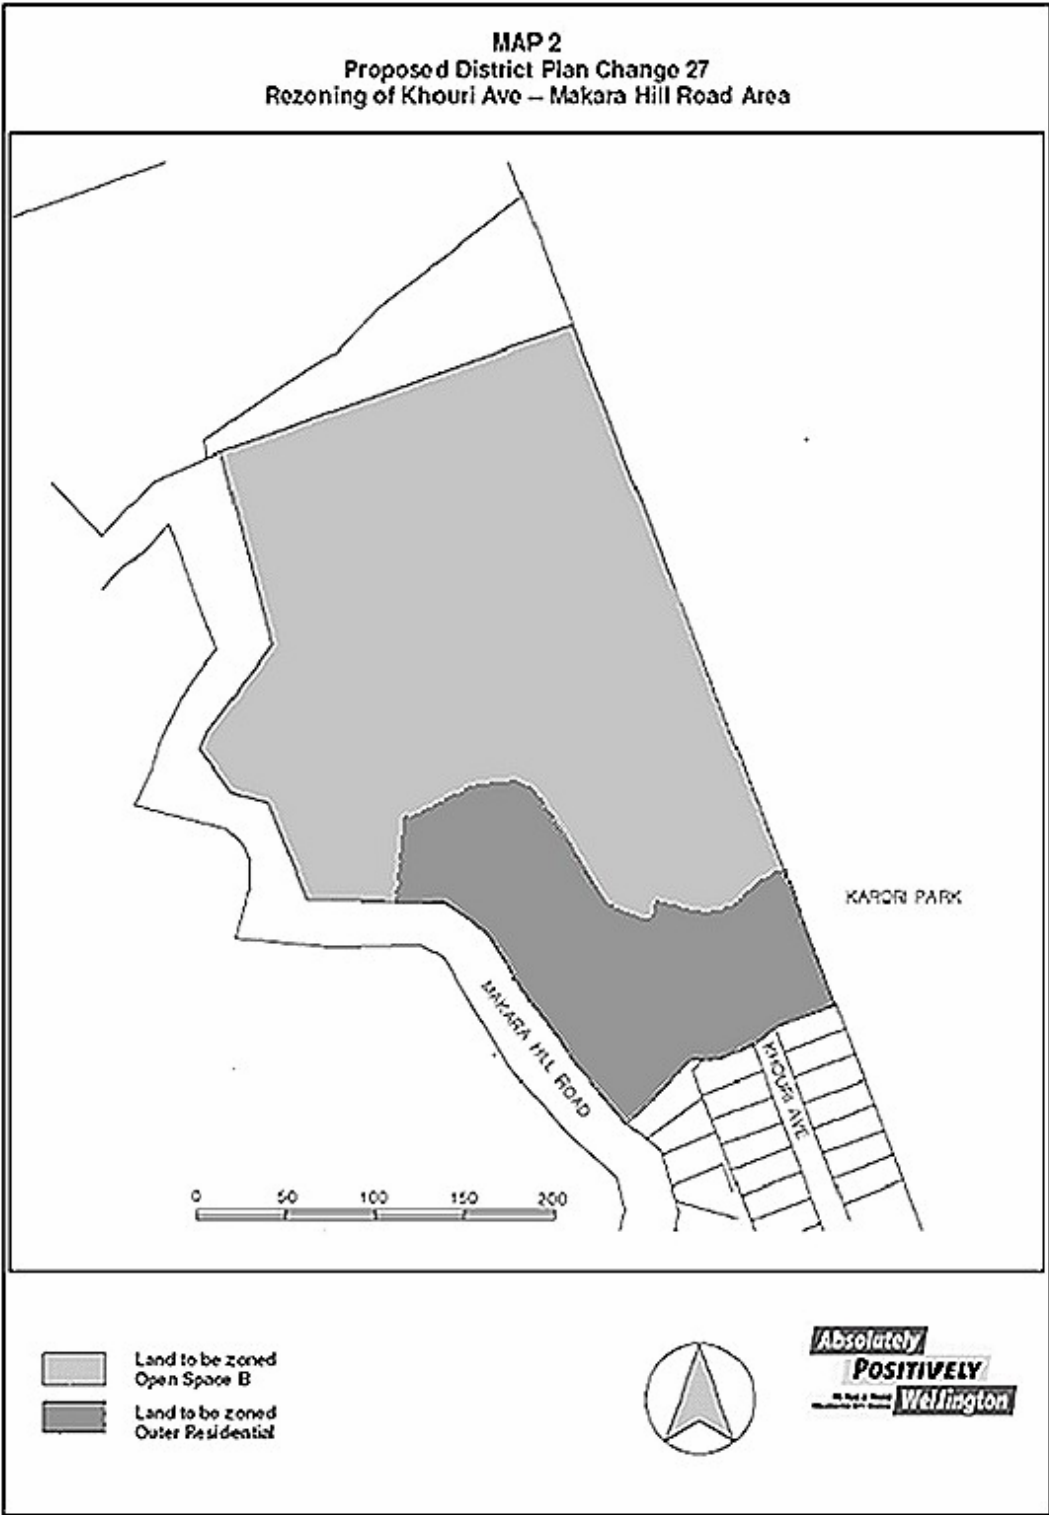 MAP 2
Proposed District Plan Change 27
Rezoning of Khouri Ave – Makara Hill Road Area
KARORI PARK
MAKARA HILL ROAD
KHOURI AVE
0 50 100 150 200
Land to be zoned
Open Space B
Land to be zoned
Outer Residential
Absolutely
POSITIVELY
Wellington